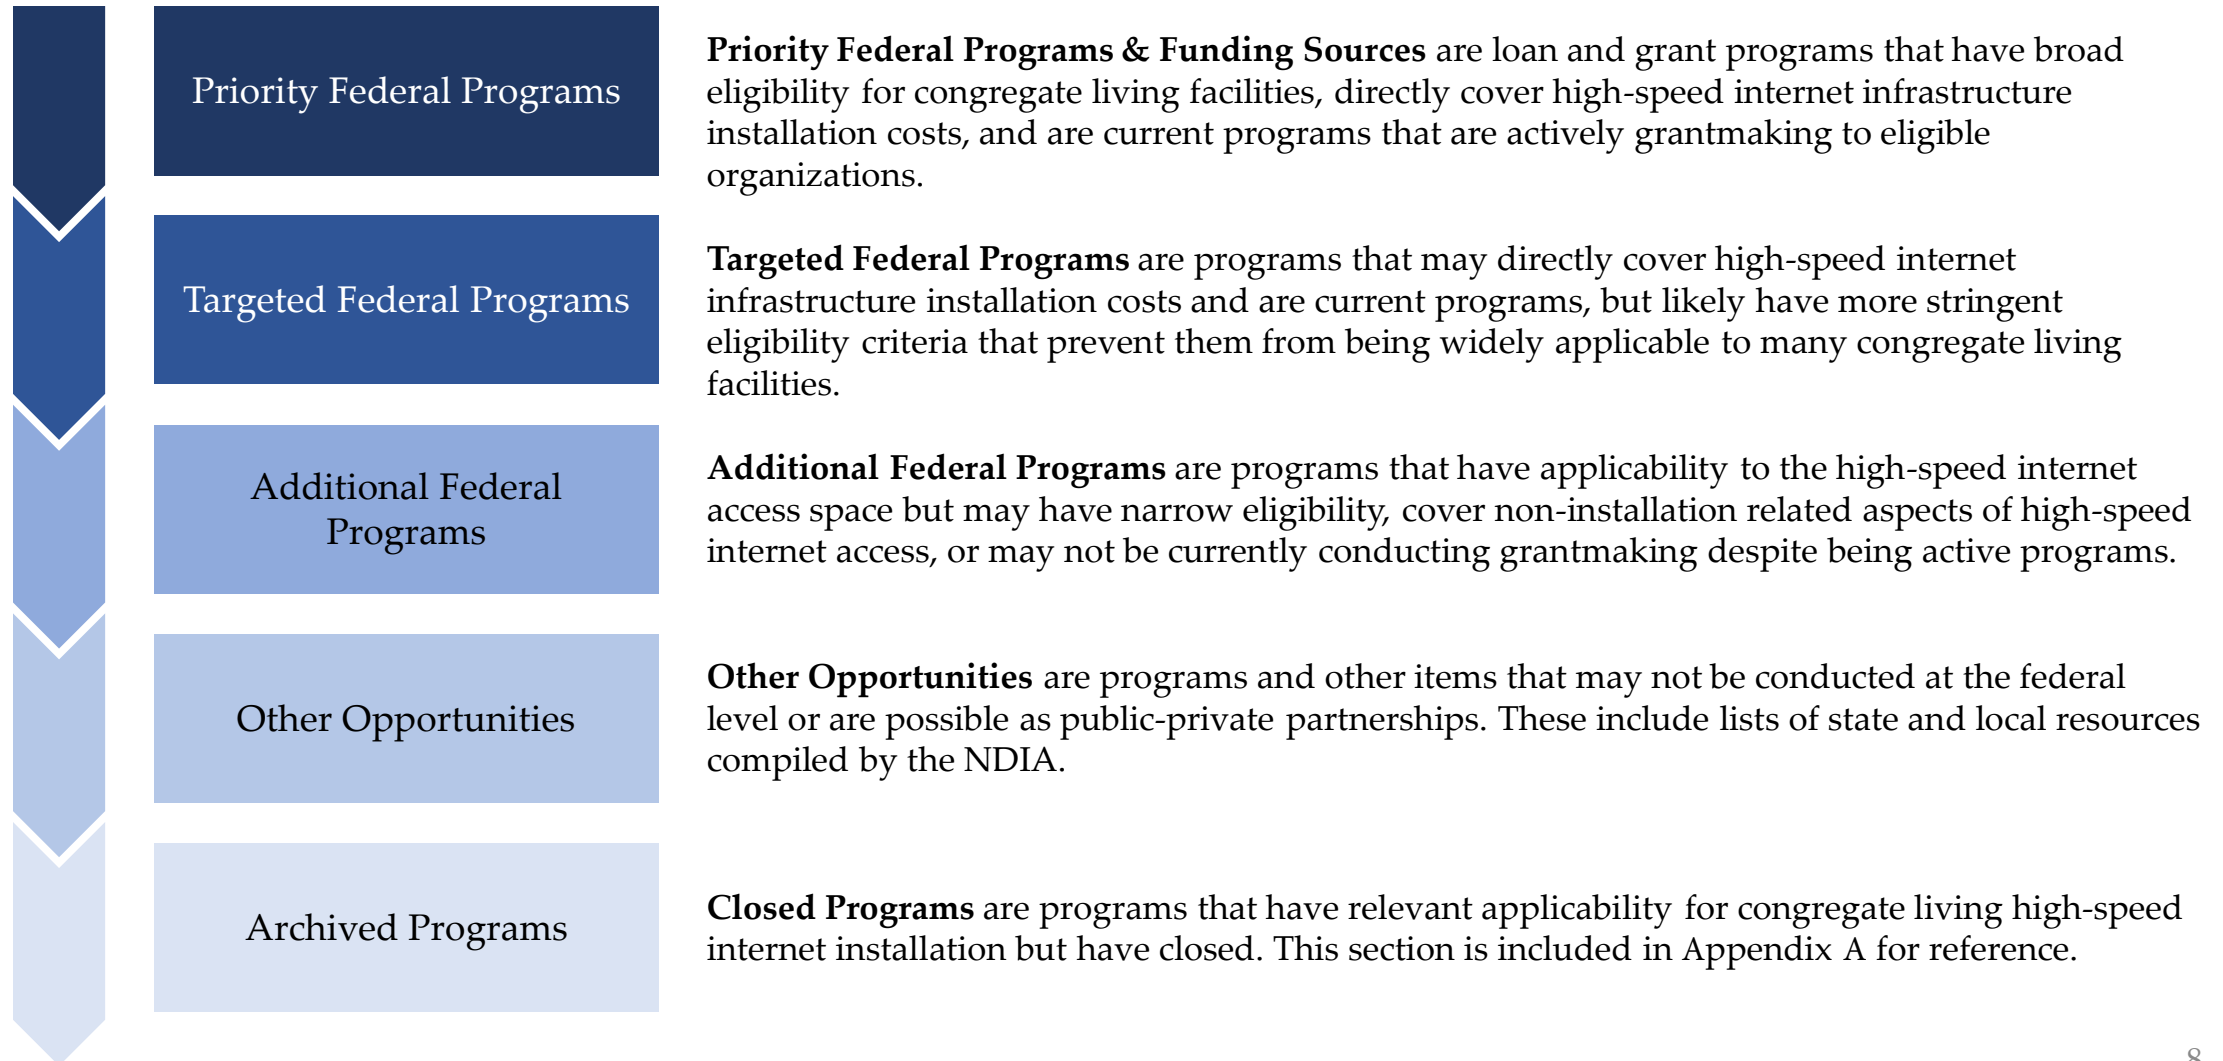 Priority Federal Programs
Priority Federal Programs & Funding Sources are loan and grant programs that have broad
eligibility for congregate living facilities, directly cover high-speed internet infrastructure
installation costs, and are current programs that are actively grantmaking to eligible
organizations.
Targeted Federal Programs
Targeted Federal Programs are programs that may directly cover high-speed internet
infrastructure installation costs and are current programs, but likely have more stringent
eligibility criteria that prevent them from being widely applicable to many congregate living
facilities.
Additional Federal
Programs
Additional Federal Programs are programs that have applicability to the high-speed internet
access space but may have narrow eligibility, cover non-installation related aspects of high-speed
internet access, or may not be currently conducting grantmaking despite being active programs.
Other Opportunities
Other Opportunities are programs and other items that may not be conducted at the federal
level or are possible as public-private partnerships. These include lists of state and local resources
compiled by the NDIA.
Archived Programs
Closed Programs are programs that have relevant applicability for congregate living high-speed
internet installation but have closed. This section is included in Appendix A for reference.
8